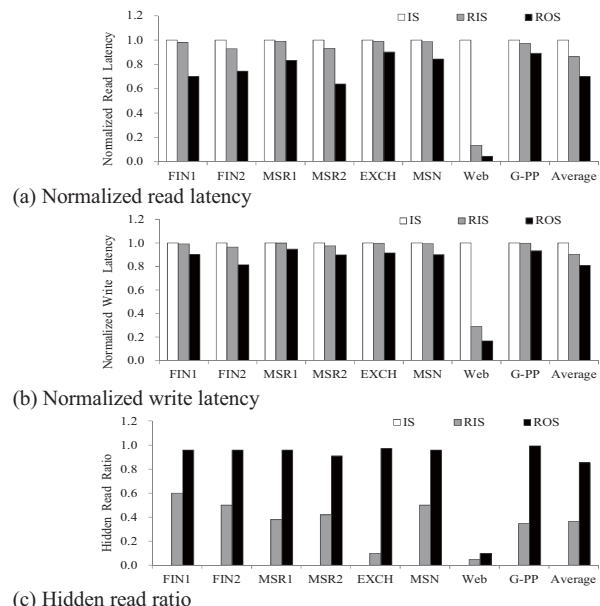 IS RIS ROS
Normalized Read Latency
1.2
1.0
0.8
0.6
0.4
0.2
0.0
FIN1 FIN2 MSR1 MSR2 EXCH MSN Web G-PP Average
(a) Normalized read latency
IS RIS ROS
Normalized Write Latency
1.2
1.0
0.8
0.6
0.4
0.2
0.0
FIN1 FIN2 MSR1 MSR2 EXCH MSN Web G-PP Average
(b) Normalized write latency
IS RIS ROS
Hidden Read Ratio
1.2
1.0
0.8
0.6
0.4
0.2
0.0
FIN1 FIN2 MSR1 MSR2 EXCH MSN Web G-PP Average
(c) Hidden read ratio